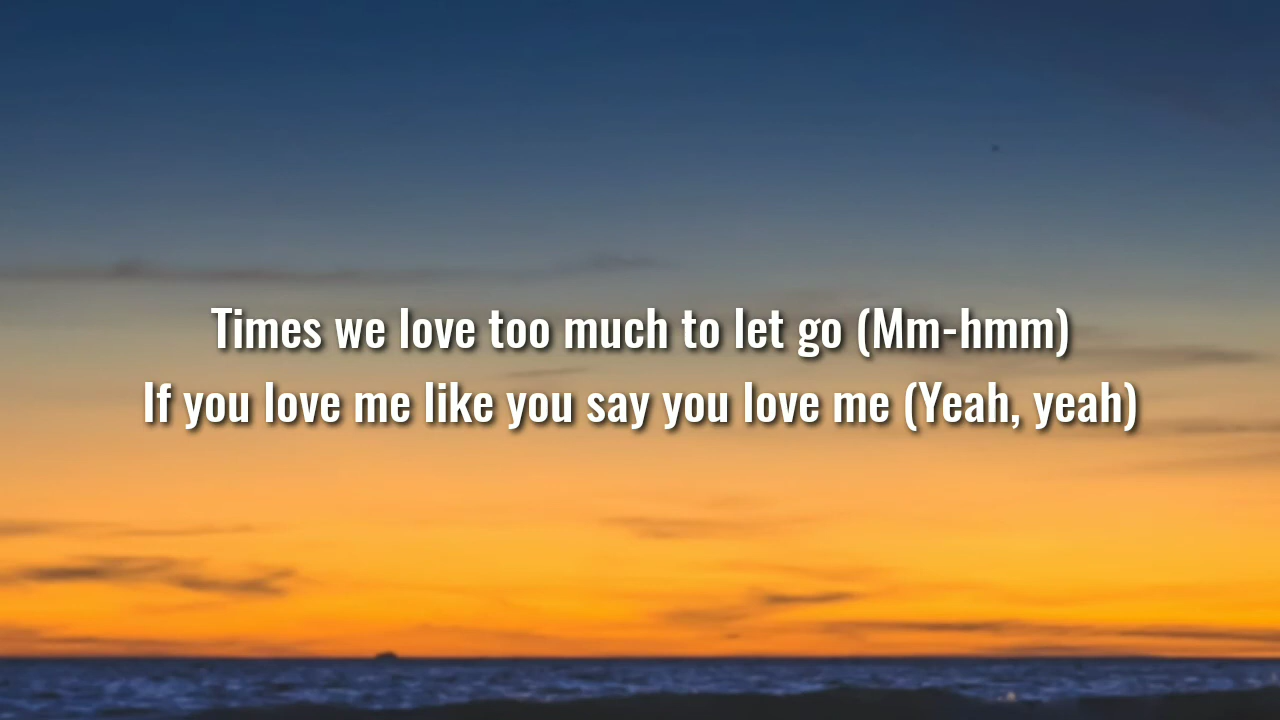 Times we love too much to let go (Mm-hmm)
If you love me like you say you love me (Yeah, yeah)